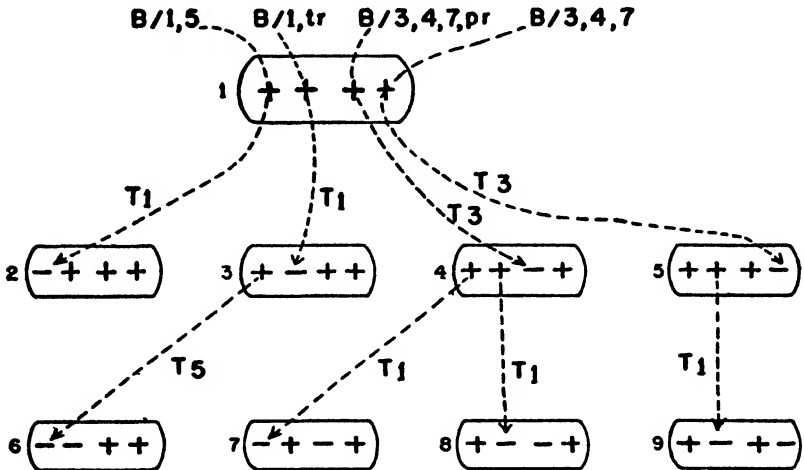 B/1,5 B/1,tr B/3,4,7,pr B/3,4,7
1 + + + +
T1 T1 T3 T3
2 - + + + 3 + - + + 4 + + - + 5 + + + -
T5 T1 T1 T1
6 - - + + 7 - + - + 8 + - - + 9 + - + -